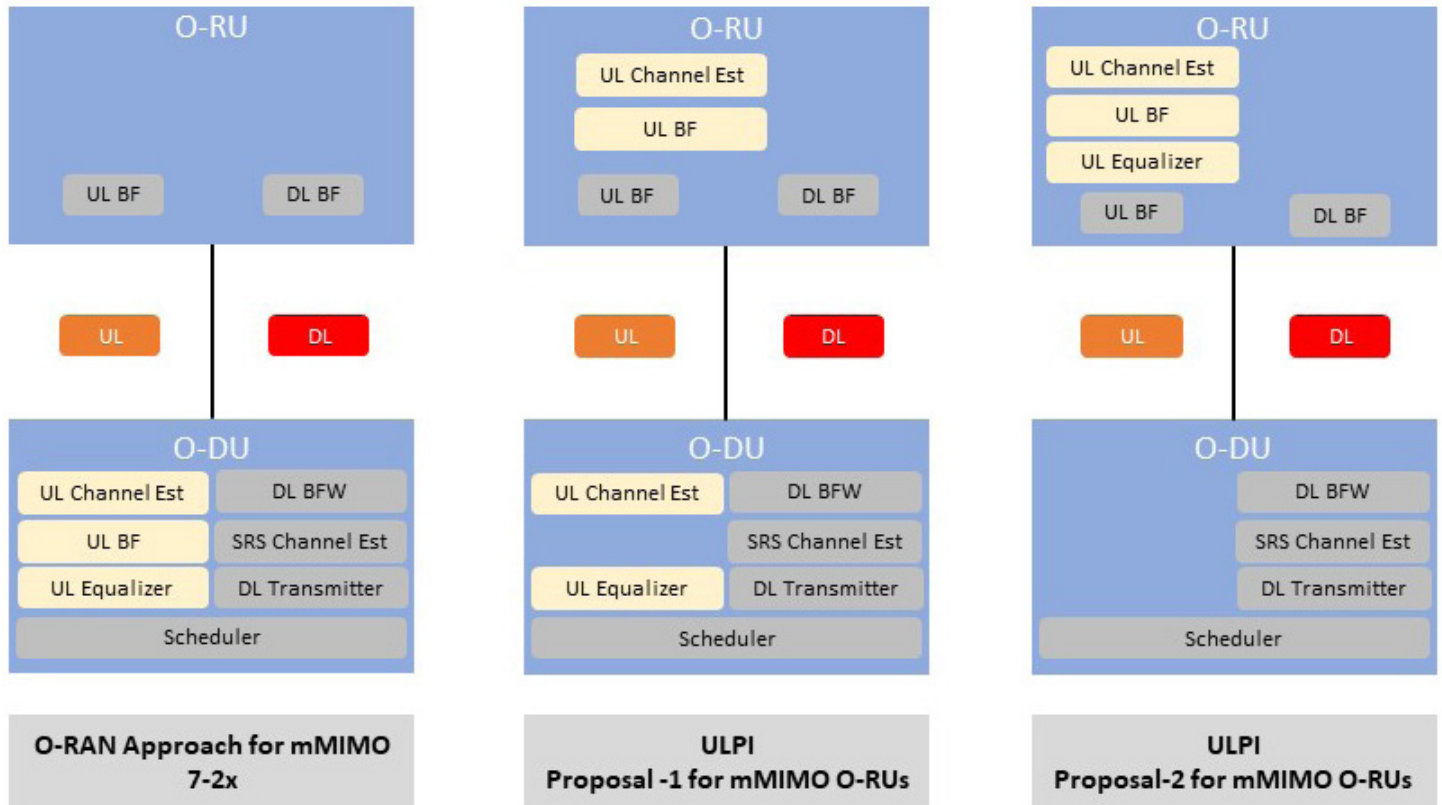 O-RU
UL BF
DL BF
UL
DL
O-DU
UL Channel Est
DL BFW
UL BF
SRS Channel Est
UL Equalizer
DL Transmitter
Scheduler
O-RAN Approach for mMIMO
7-2x
O-RU
UL Channel Est
UL BF
UL BF
DL BF
UL
DL
O-DU
UL Channel Est
DL BFW
SRS Channel Est
UL Equalizer
DL Transmitter
Scheduler
ULPI
Proposal -1 for mMIMO O-RUs
O-RU
UL Channel Est
UL BF
UL Equalizer
UL BF
DL BF
UL
DL
O-DU
DL BFW
SRS Channel Est
DL Transmitter
Scheduler
ULPI
Proposal-2 for mMIMO O-RUs